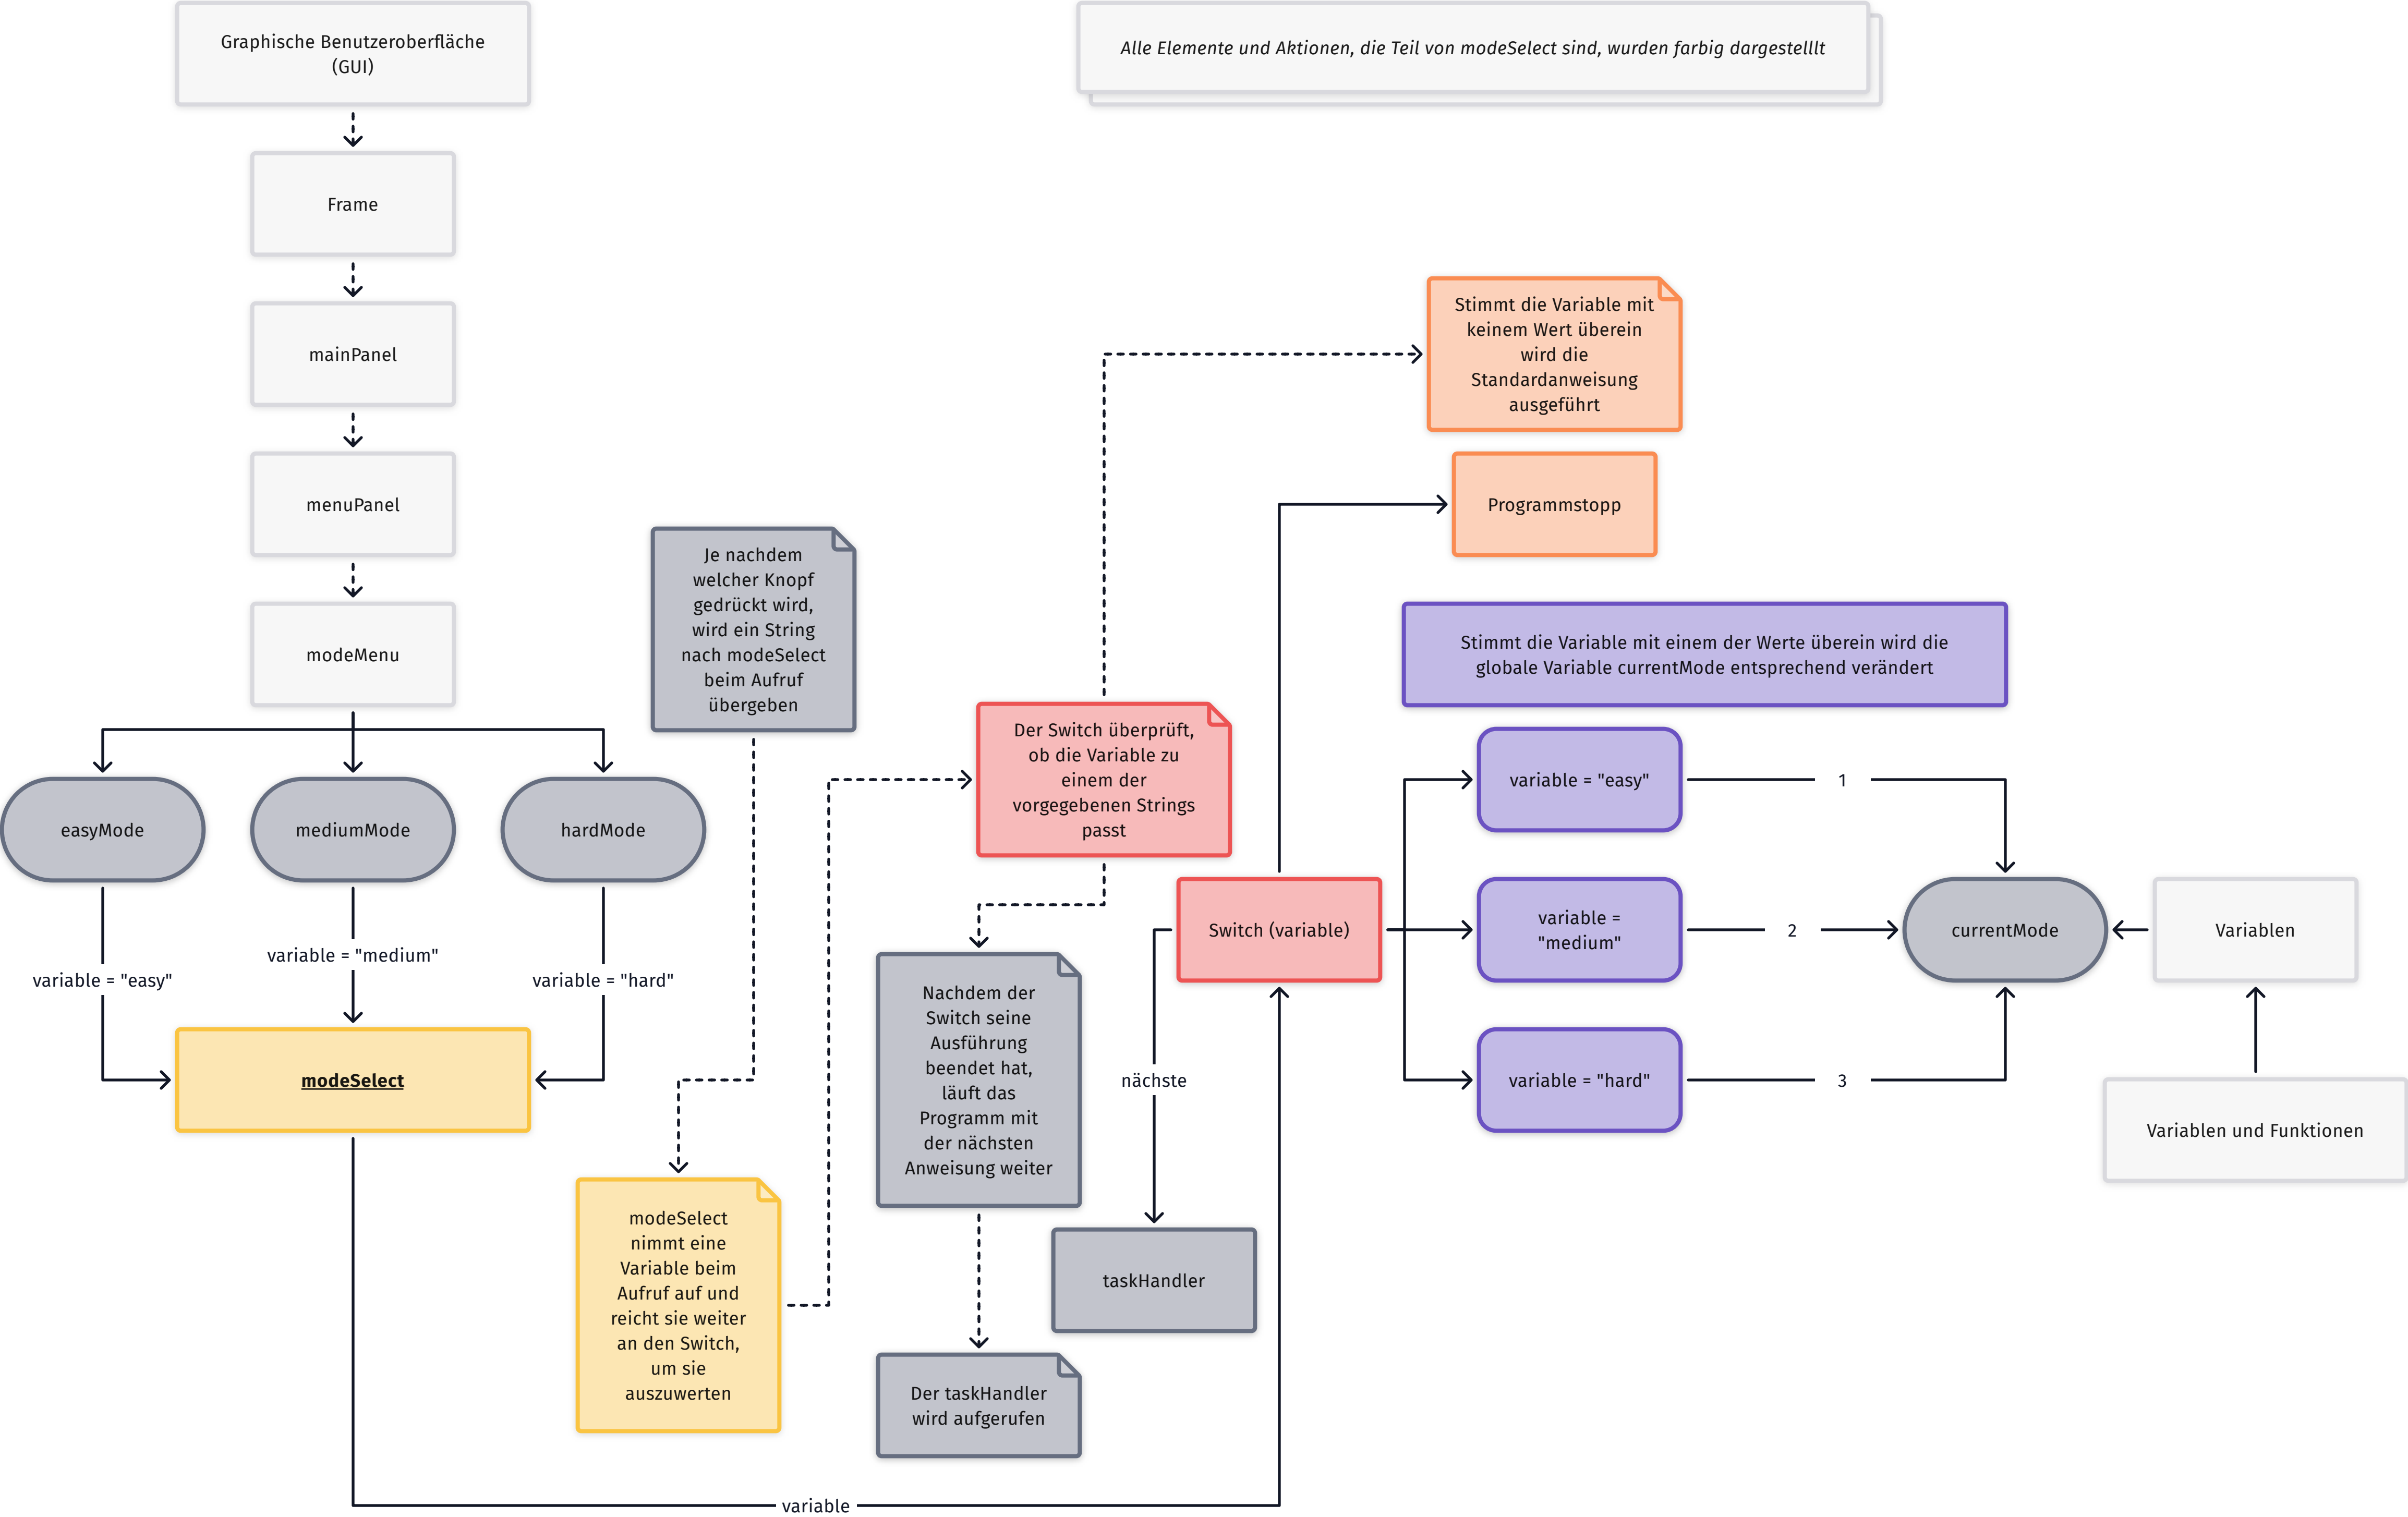 Graphische Benutzeroberfläche
(GUI)
Alle Elemente und Aktionen, die Teil von modeSelect sind, wurden farbig dargestelllt
Frame
mainPanel
menuPanel
modeMenu
easyMode
mediumMode
hardMode
variable = "easy"
variable = "medium"
variable = "hard"
modeSelect
Je nachdem
welcher Knopf
gedrückt wird,
wird ein String
nach modeSelect
beim Aufruf
übergeben
modeSelect
nimmt eine
Variable beim
Aufruf auf und
reicht sie weiter
an den Switch,
um sie
auszuwerten
variable
Der Switch überprüft,
ob die Variable zu
einem der
vorgegebenen Strings
passt
Nachdem der
Switch seine
Ausführung
beendet hat,
läuft das
Programm mit
der nächsten
Anweisung weiter
Der taskHandler
wird aufgerufen
Switch (variable)
nächste
taskHandler
Stimmt die Variable mit
keinem Wert überein
wird die
Standardanweisung
ausgeführt
Programmstopp
Stimmt die Variable mit einem der Werte überein wird die
globale Variable currentMode entsprechend verändert
variable = "easy"
1
variable =
"medium"
2
variable = "hard"
3
currentMode
Variablen
Variablen und Funktionen